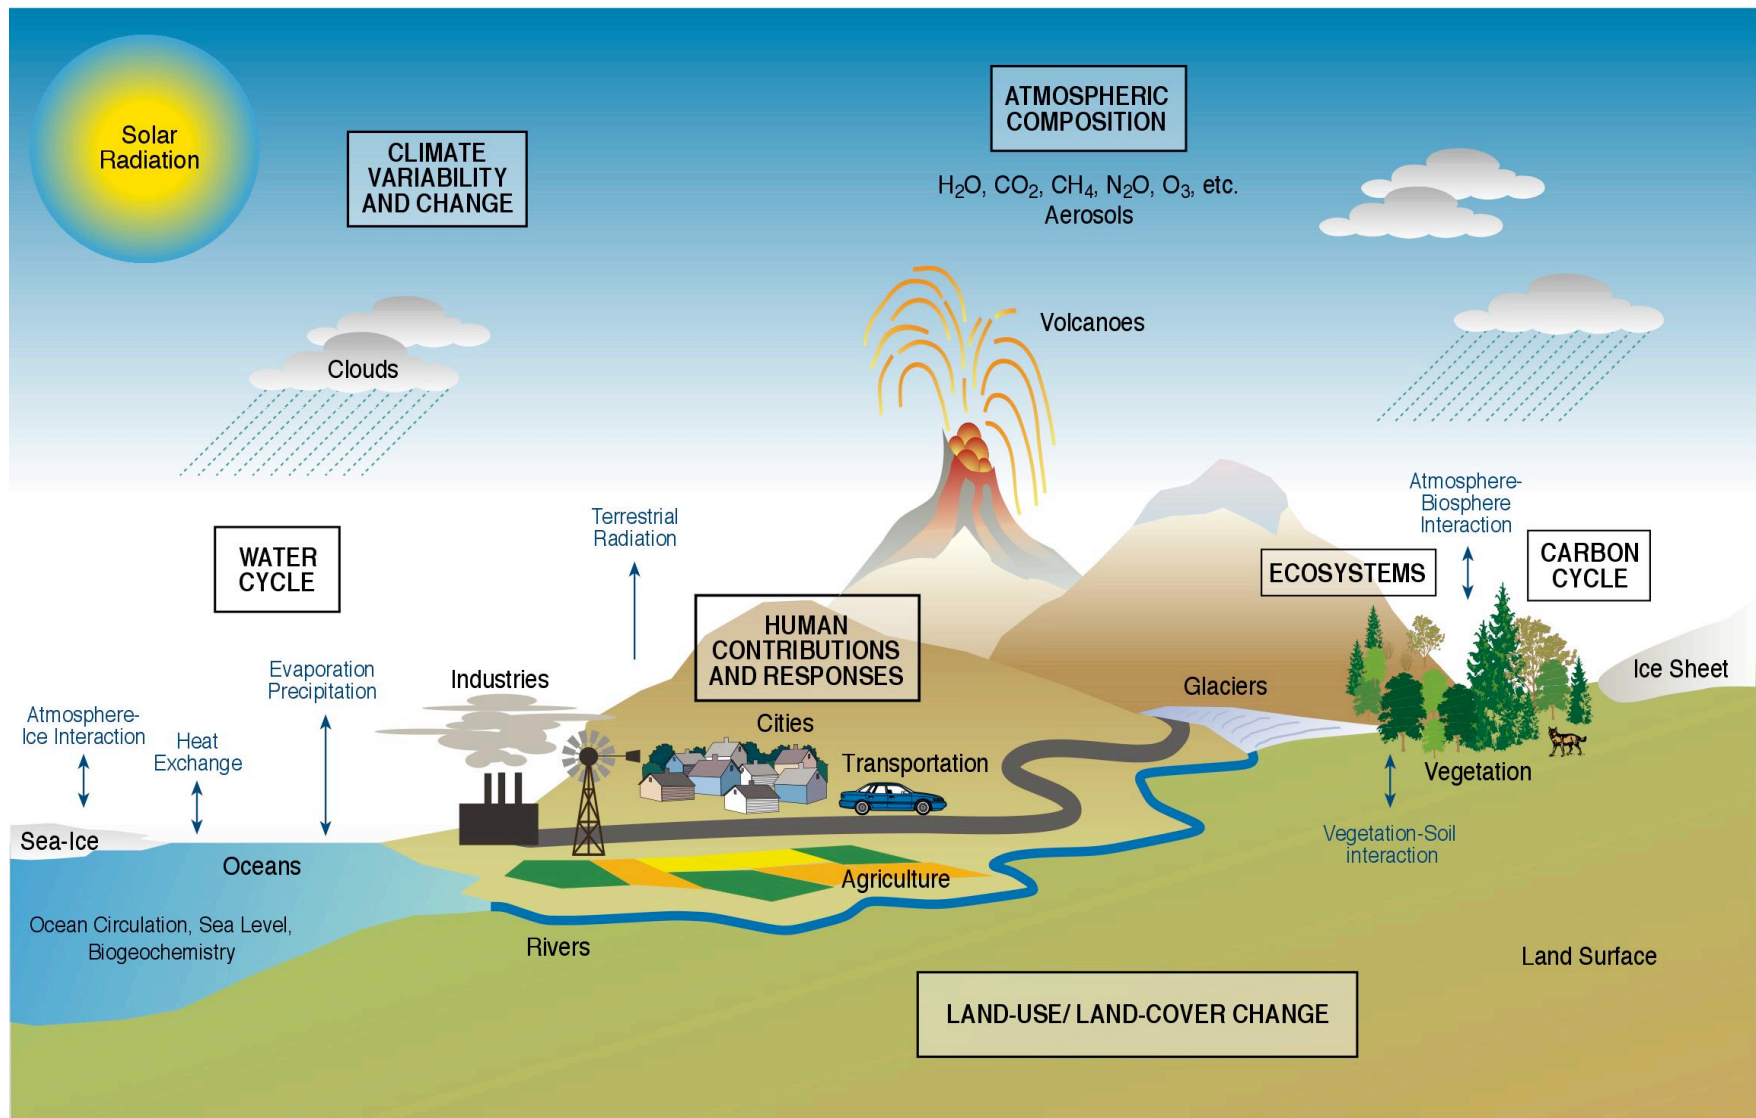 Solar
Radiation
CLIMATE
VARIABILITY
AND CHANGE
ATMOSPHERIC
COMPOSITION
H₂O, CO₂, CH₄, N₂O, O₃, etc.
Aerosols
Volcanoes
Clouds
WATER
CYCLE
Terrestrial
Radiation
Atmosphere-
Biosphere
Interaction
ECOSYSTEMS
CARBON
CYCLE
HUMAN
CONTRIBUTIONS
AND RESPONSES
Evaporation
Precipitation
Industries
Glaciers
Ice Sheet
Atmosphere-
Ice Interaction
Heat
Exchange
Cities
Transportation
Vegetation
Sea-Ice
Oceans
Vegetation-Soil
interaction
Agriculture
Ocean Circulation, Sea Level,
Biogeochemistry
Rivers
Land Surface
LAND-USE/ LAND-COVER CHANGE